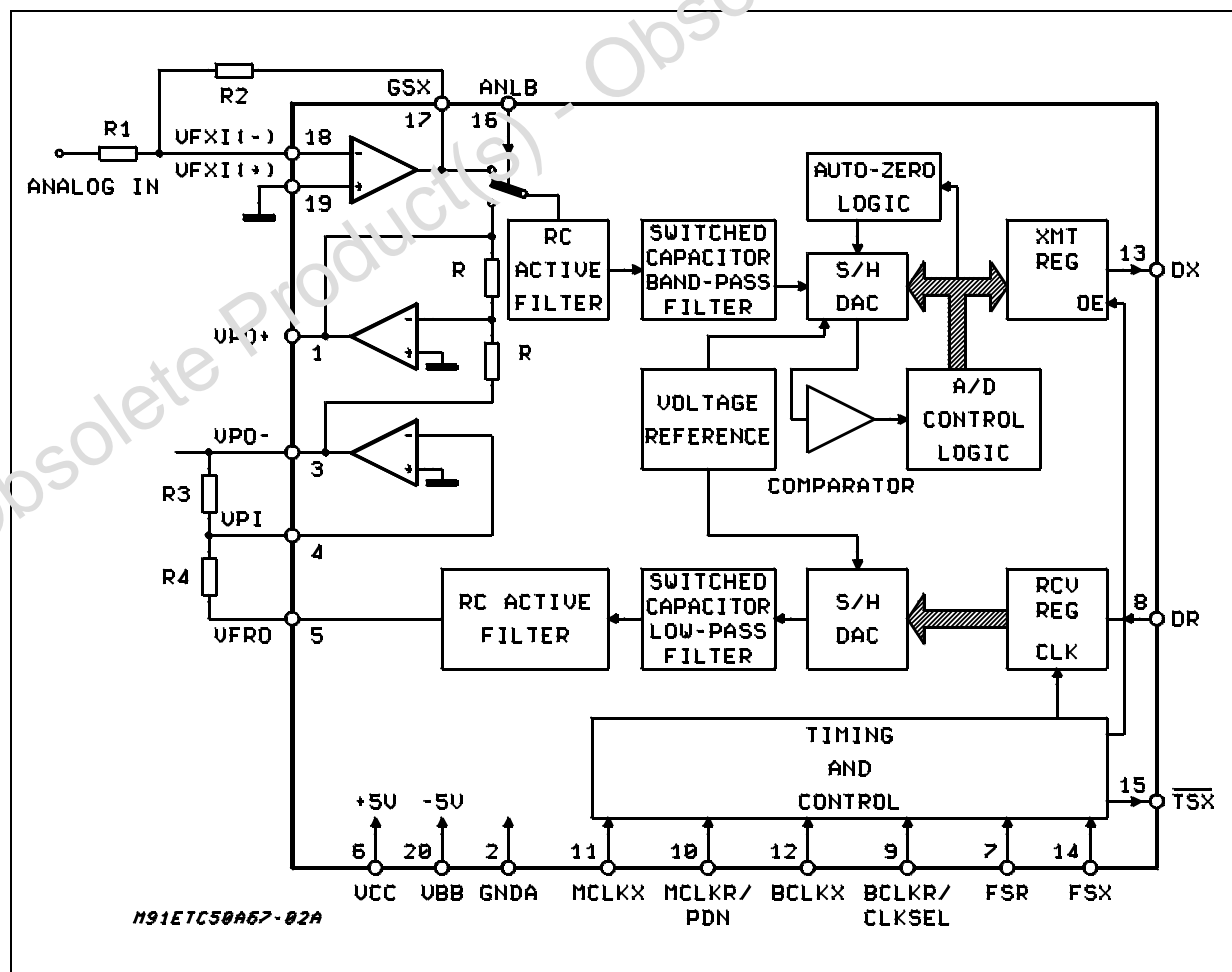 Obsolete Product(s) - Obs
R2
GSX
ANLB
17
16
R1
VFXI(-)
18
VFXI(+)
19
ANALOG IN
-
+
AUTO-ZERO
LOGIC
RC
ACTIVE
FILTER
SWITCHED
CAPACITOR
BAND-PASS
FILTER
S/H
DAC
XMT
REG
OE
13
DX
R
R
VPO+
1
-
+
VOLTAGE
REFERENCE
COMPARATOR
A/D
CONTROL
LOGIC
VPO-
3
-
+
R3
VPI
4
R4
VFRO
5
RC ACTIVE
FILTER
SWITCHED
CAPACITOR
LOW-PASS
FILTER
S/H
DAC
RCV
REG
CLK
8
DR
TIMING
AND
CONTROL
15
TSX
+5V
-5V
6
20
2
11
10
12
9
7
14
VCC
VBB
GNDA
MCLKX
MCLKR/
PDN
BCLKX
BCLKR/
CLKSEL
FSR
FSX
M91ETC50A67-02A